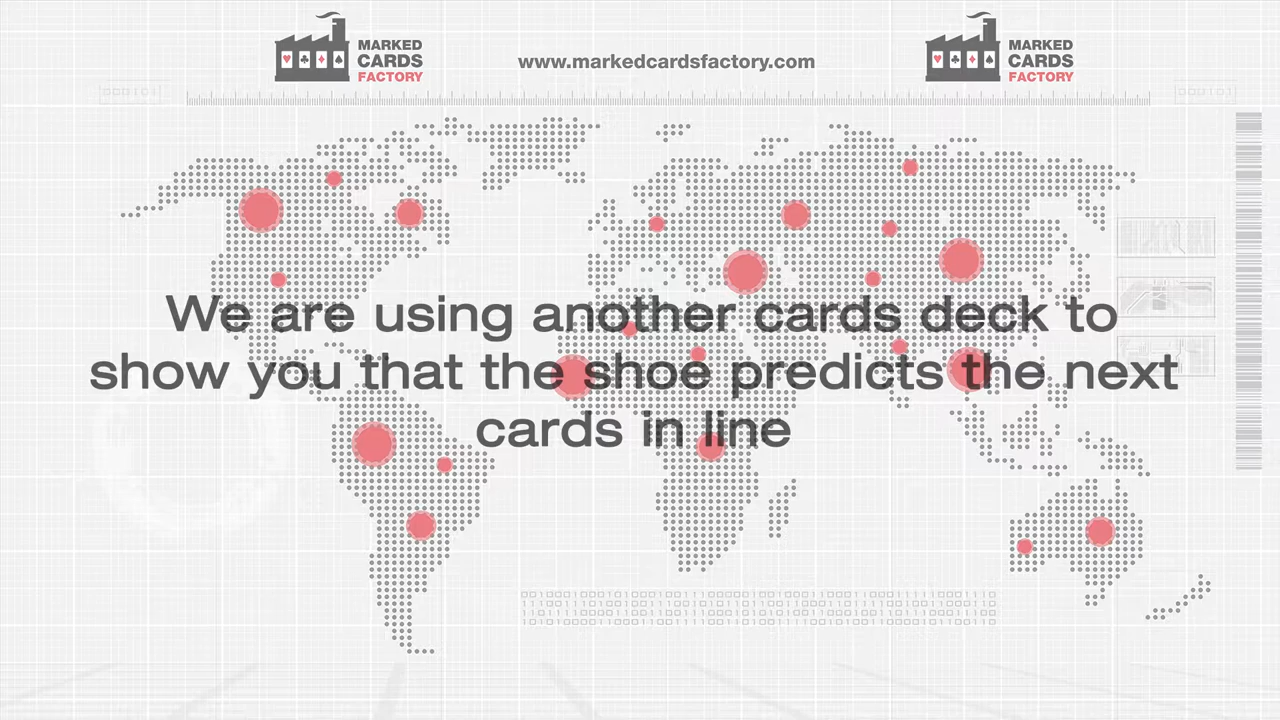 MARKED
CARDS
FACTORY
www.markedcardsfactory.com
MARKED
CARDS
FACTORY
We are using another cards deck to
show you that the shoe predicts the next
cards in line